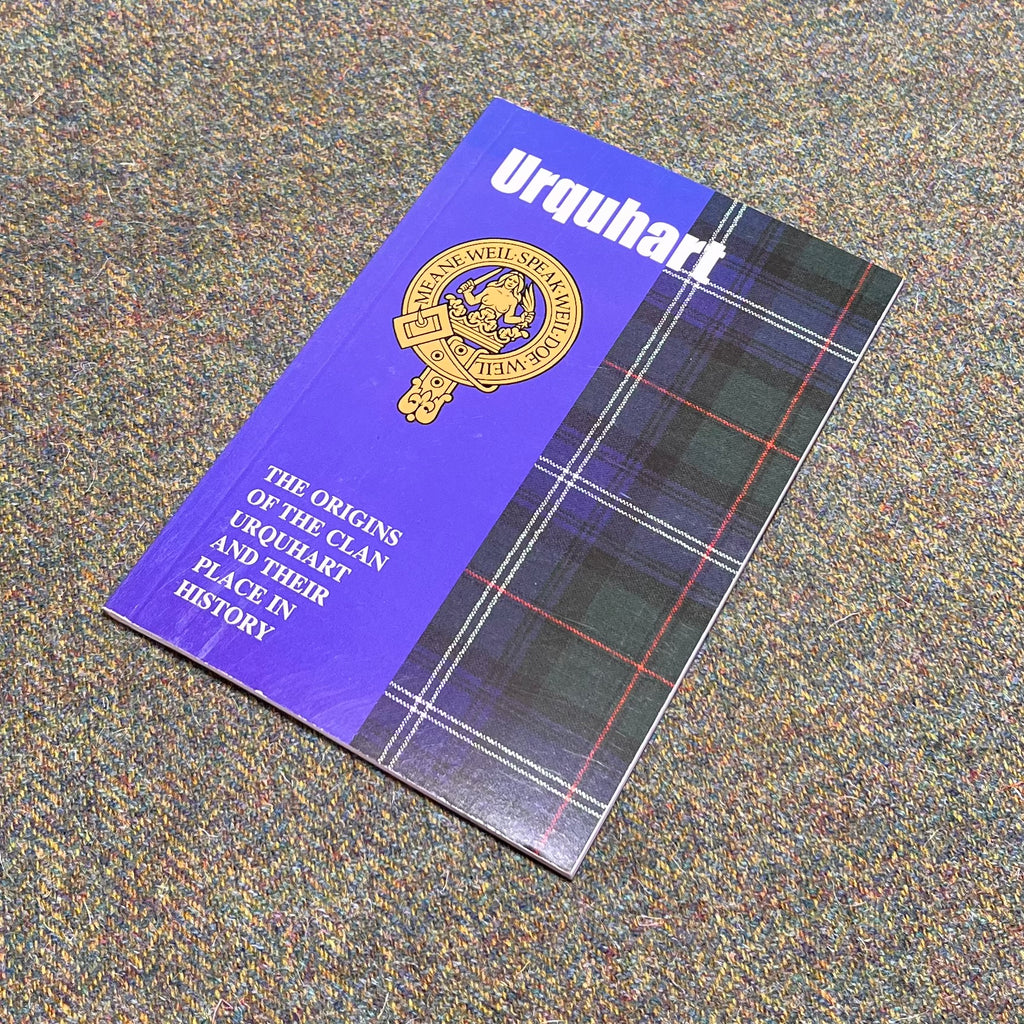 Urquhart
MEANE·WEIL·SPEAK·WEIL·DOE·WEIL
THE ORIGINS
OF THE CLAN
URQUHART
AND THEIR
PLACE IN
HISTORY